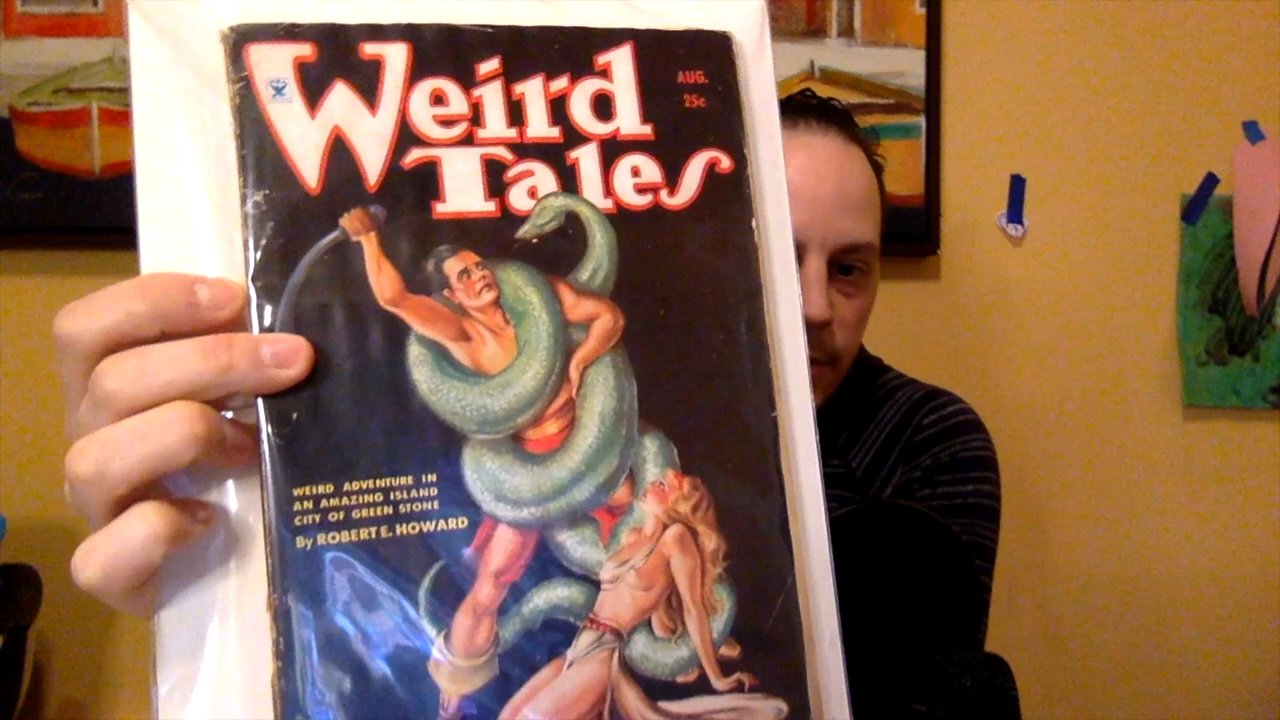 Weird
Tales
AUG.
25c
WEIRD ADVENTURE IN
AN AMAZING ISLAND
CITY OF GREEN STONE
By ROBERT E. HOWARD